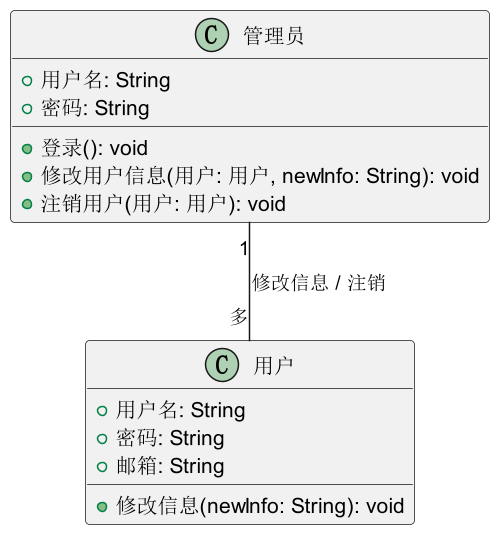 C 管理员
用户名: String
密码: String
登录(): void
修改用户信息(用户: 用户, newInfo: String): void
注销用户(用户: 用户): void
1
修改信息 / 注销
多
C 用户
用户名: String
密码: String
邮箱: String
修改信息(newInfo: String): void